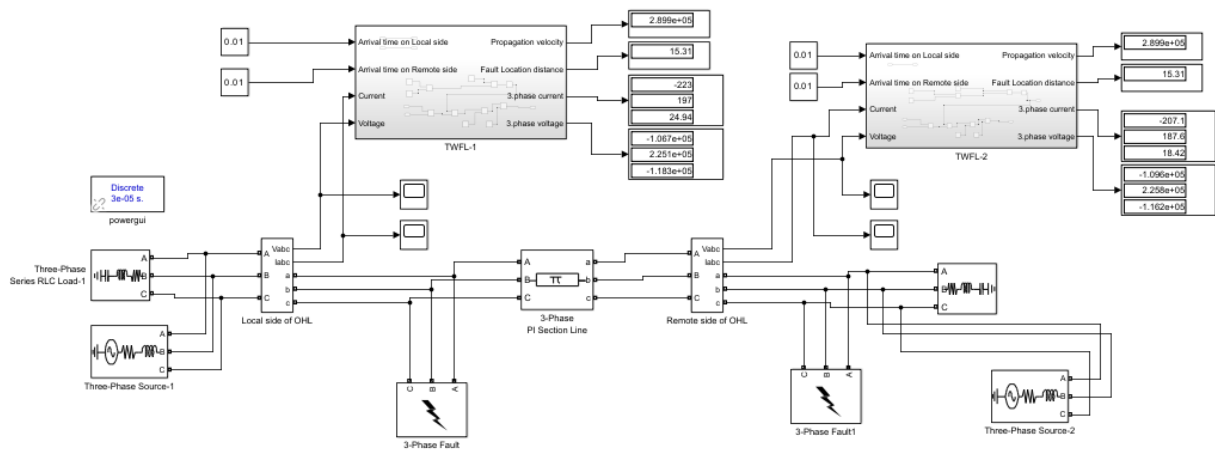 0.01
0.01
Arrival time on Local side
Arrival time on Remote side
Current
Voltage
Propagation velocity
Fault Location distance
3.phase current
3.phase voltage
TWFL-1
2.899e+05
15.31
-223
197
24.94
-1.067e+05
2.251e+05
-1.183e+05
0.01
0.01
Arrival time on Local side
Arrival time on Remote side
Current
Voltage
Propagation velocity
Fault Location distance
3.phase current
3.phase voltage
TWFL-2
2.899e+05
15.31
-207.1
187.6
18.42
-1.096e+05
2.258e+05
-1.162e+05
Discrete
3e-05 s.
powergui
Three-Phase
Series RLC Load-1
A
B
C
A
B
C
Vabc
Iabc
a
b
c
Local side of OHL
A
B
C
Three-Phase Source-1
C
B
A
3-Phase Fault
A
B
C
a
b
c
3-Phase
PI Section Line
A
B
C
Vabc
Iabc
a
b
c
Remote side of OHL
A
B
C
C
B
A
3-Phase Fault1
A
B
C
Three-Phase Source-2